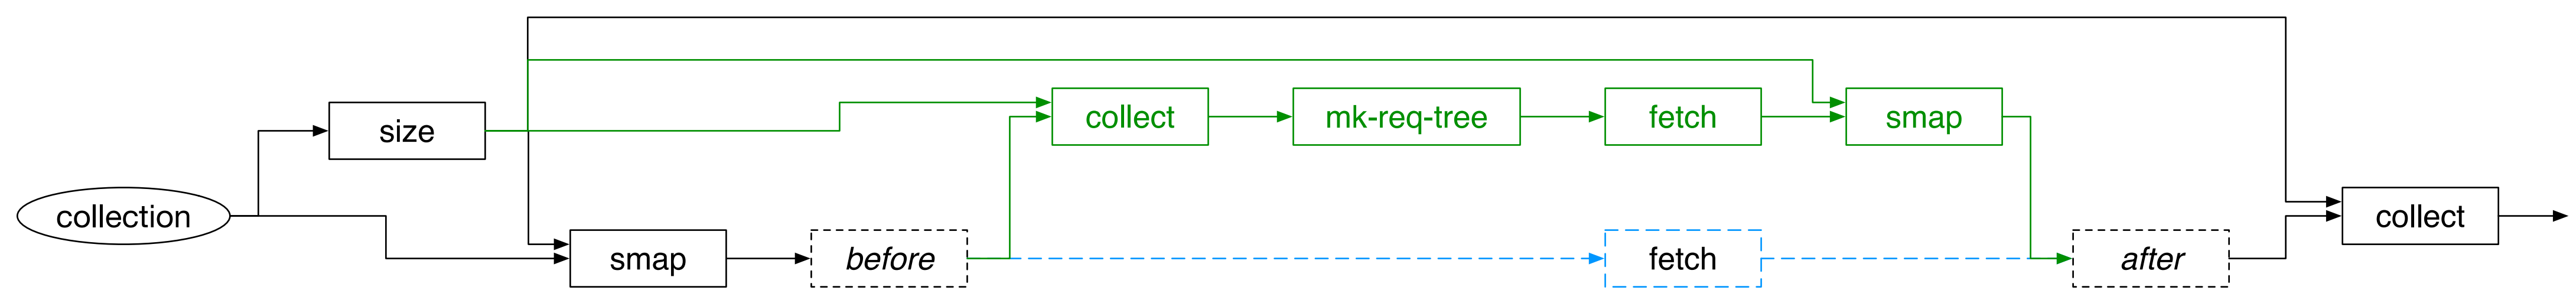 collection
size
smap
before
collect
mk-req-tree
fetch
smap
fetch
after
collect